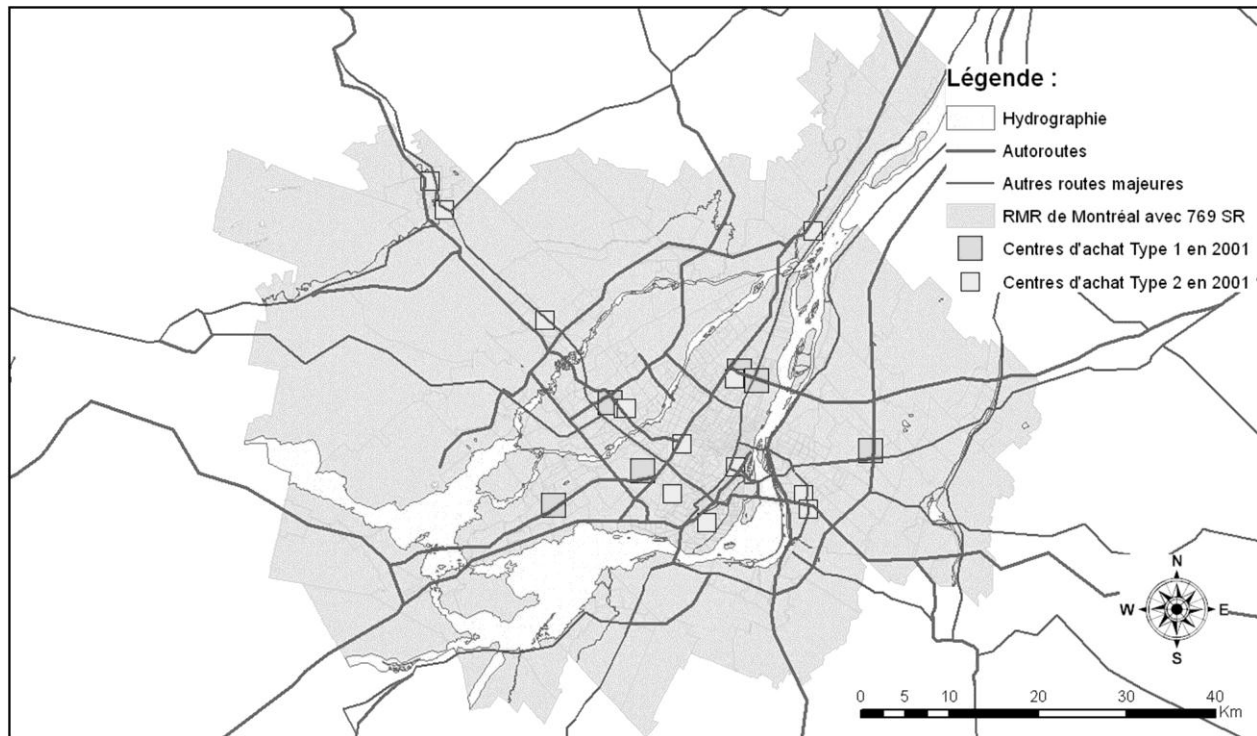 Légende :
Hydrographie
Autoroutes
Autres routes majeures
RMR de Montréal avec 769 SR
Centres d'achat Type 1 en 2001
Centres d'achat Type 2 en 2001
N
W E
S
0 5 10 20 30 40
Km